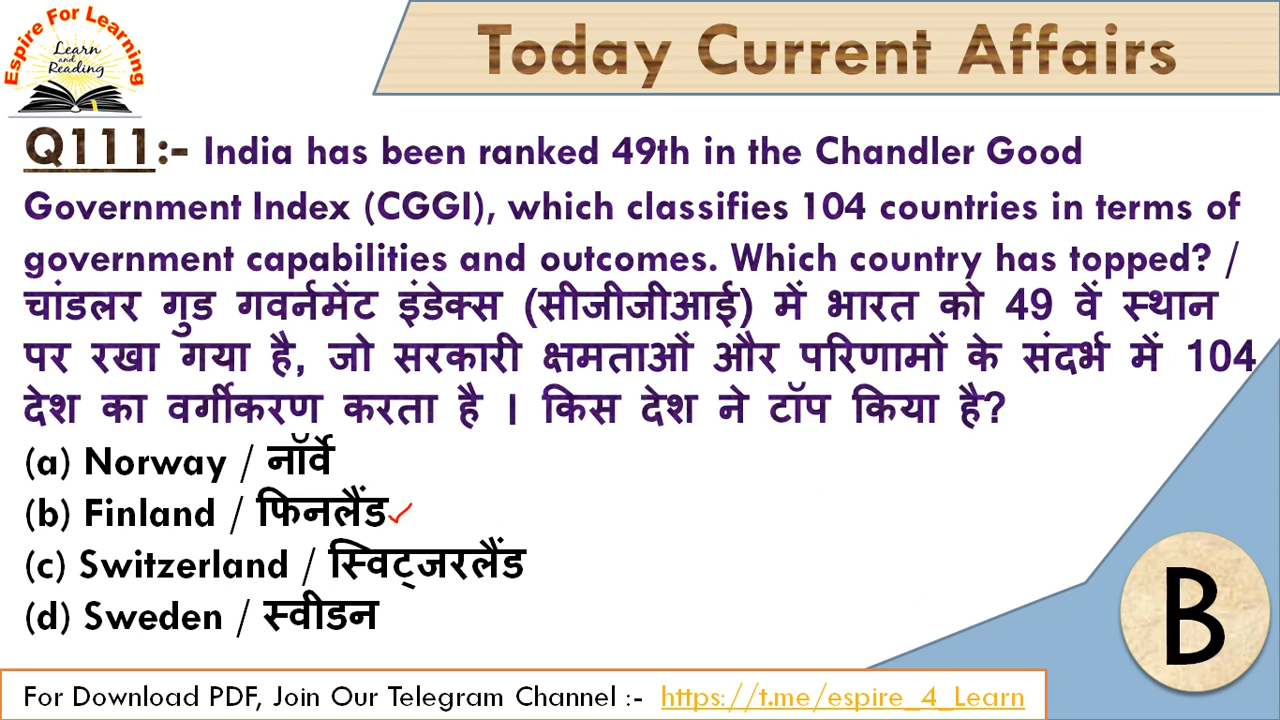 Espire For Learning
Learn
and
Reading
Today Current Affairs
Q111:- India has been ranked 49th in the Chandler Good
Government Index (CGGI), which classifies 104 countries in terms of
government capabilities and outcomes. Which country has topped? /
चांडलर गुड गवर्नमेंट इंडेक्स (सीजीजीआई) में भारत को 49 वें स्थान
पर रखा गया है, जो सरकारी क्षमताओं और परिणामों के संदर्भ में 104
देश का वर्गीकरण करता है । किस देश ने टॉप किया है?
(a) Norway / नॉर्वे
(b) Finland / फिनलैंड
(c) Switzerland / स्विट्जरलैंड
(d) Sweden / स्वीडन
B
For Download PDF, Join Our Telegram Channel :- https://t.me/espire_4_Learn